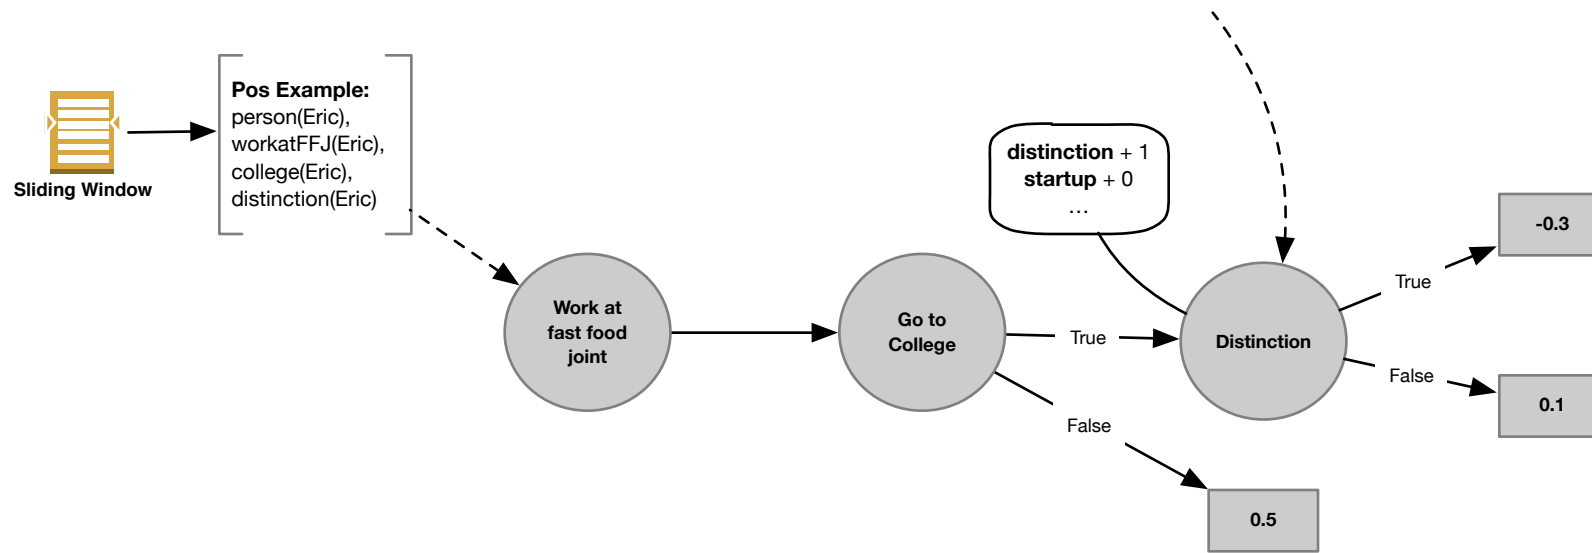 Sliding Window
Pos Example:
person(Eric),
workatFFJ(Eric),
college(Eric),
distinction(Eric)
Work at
fast food
joint
Go to
College
distinction + 1
startup + 0
...
True
False
Distinction
True
False
-0.3
0.1
0.5